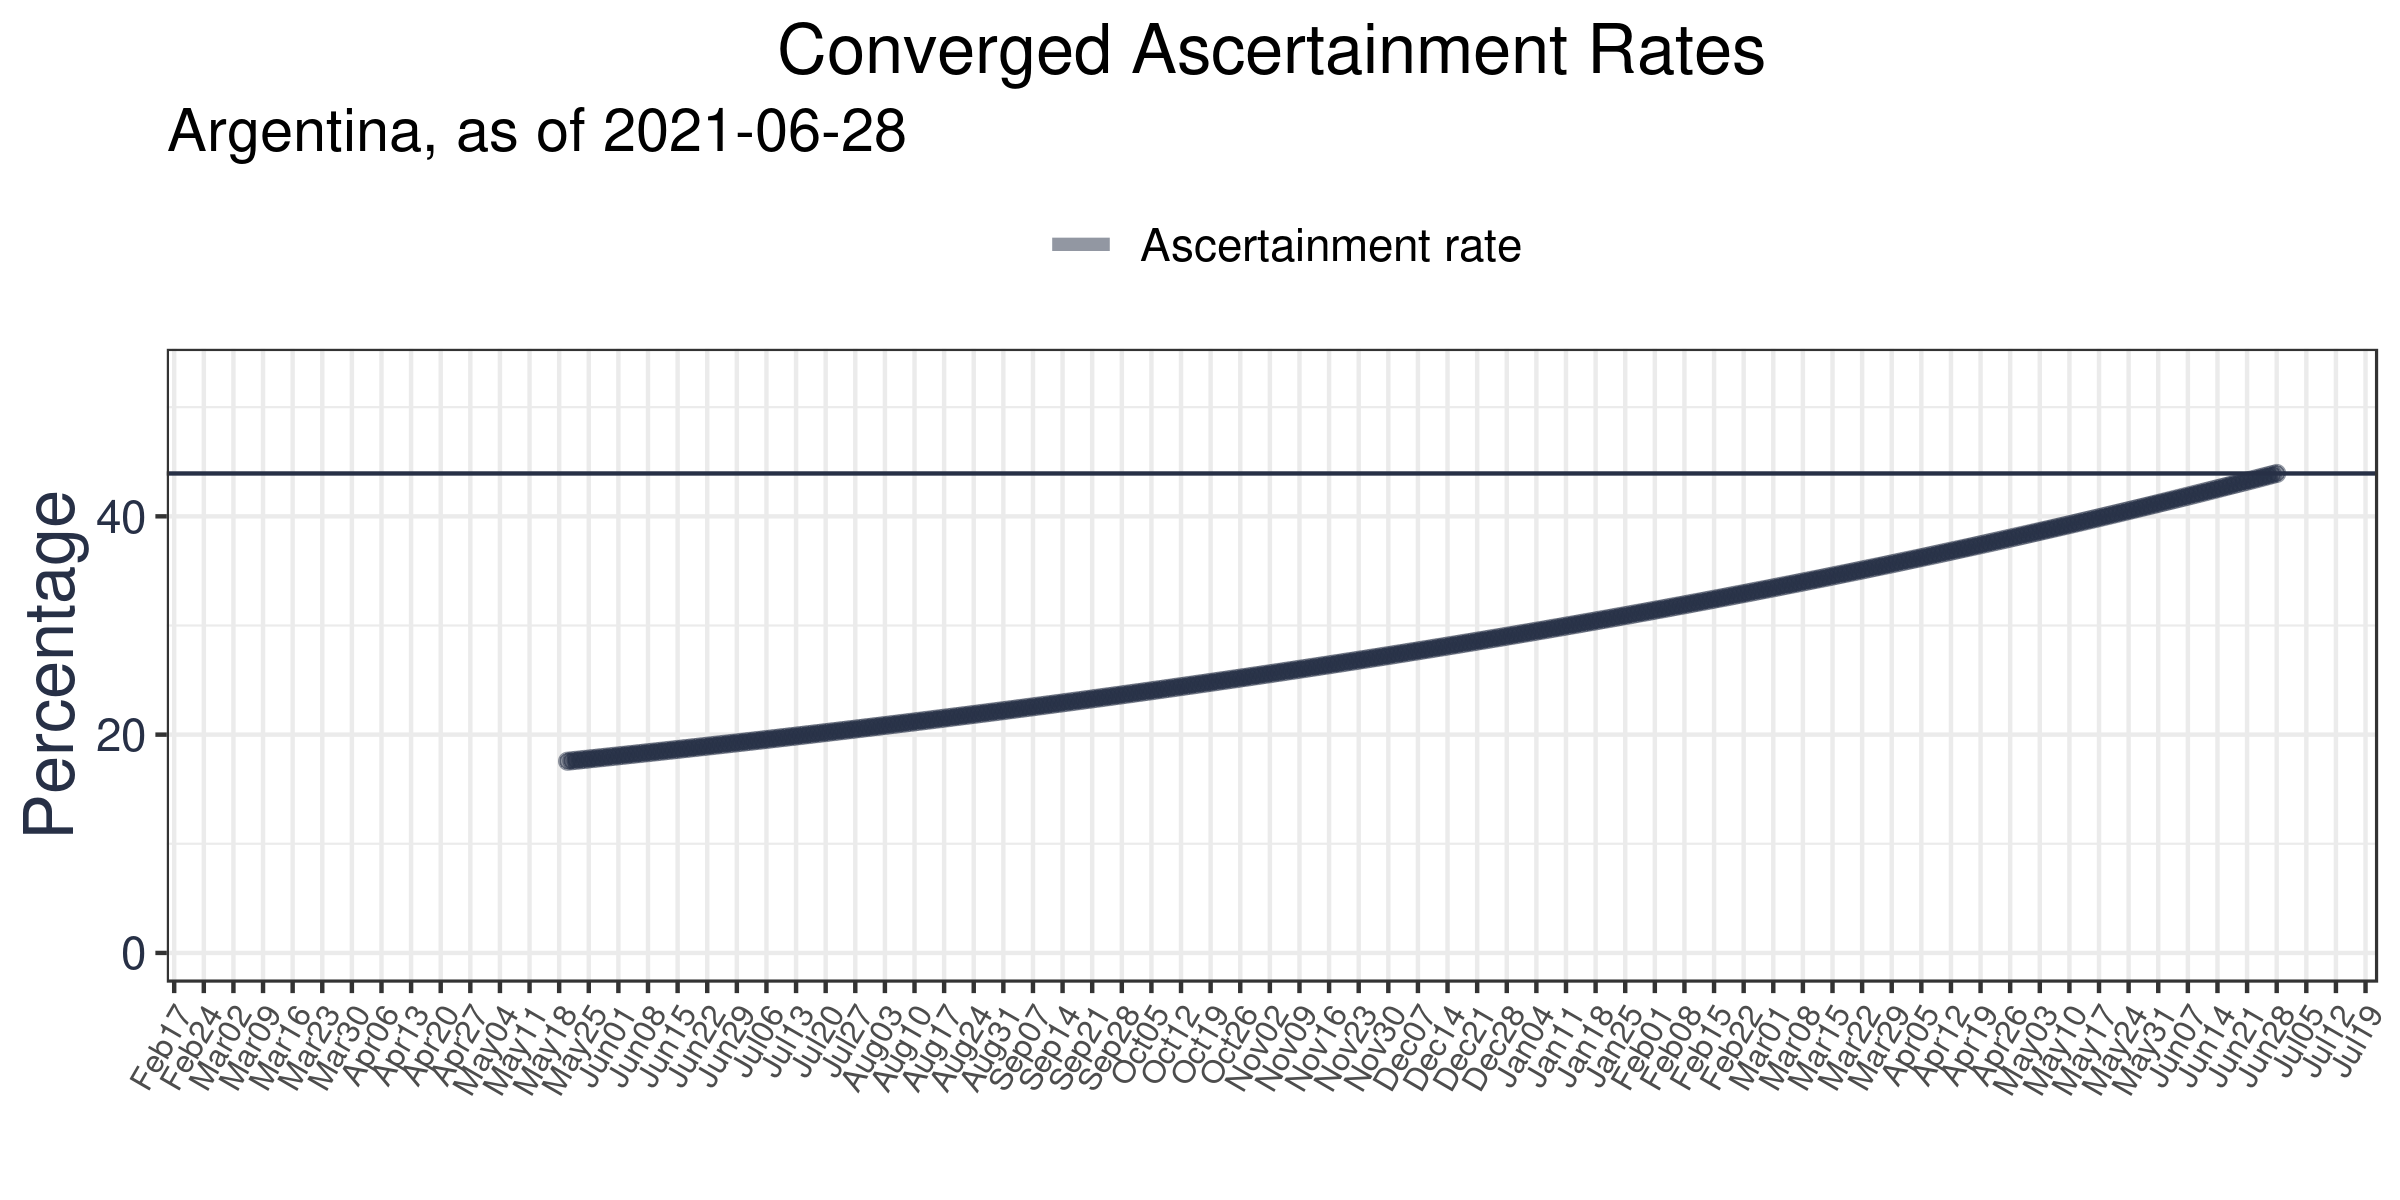 Converged Ascertainment Rates
Argentina, as of 2021-06-28
Ascertainment rate
Percentage
40
20
0
Feb17
Feb24
Mar02
Mar09
Mar16
Mar23
Mar30
Apr06
Apr13
Apr20
Apr27
May04
May11
May18
May25
Jun01
Jun08
Jun15
Jun22
Jun29
Jul06
Jul13
Jul20
Jul27
Aug03
Aug10
Aug17
Aug24
Aug31
Sep07
Sep14
Sep21
Sep28
Oct05
Oct12
Oct19
Oct26
Nov02
Nov09
Nov16
Nov23
Nov30
Dec07
Dec14
Dec21
Dec28
Jan04
Jan11
Jan18
Jan25
Feb01
Feb08
Feb15
Feb22
Mar01
Mar08
Mar15
Mar22
Mar29
Apr05
Apr12
Apr19
Apr26
May03
May10
May17
May24
May31
Jun07
Jun14
Jun21
Jun28
Jul05
Jul12
Jul19